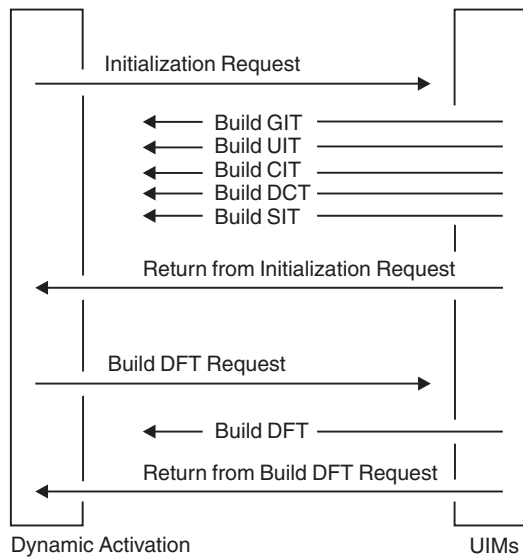 Initialization Request
Build GIT
Build UIT
Build CIT
Build DCT
Build SIT
Return from Initialization Request
Build DFT Request
Build DFT
Return from Build DFT Request
Dynamic Activation
UIMs